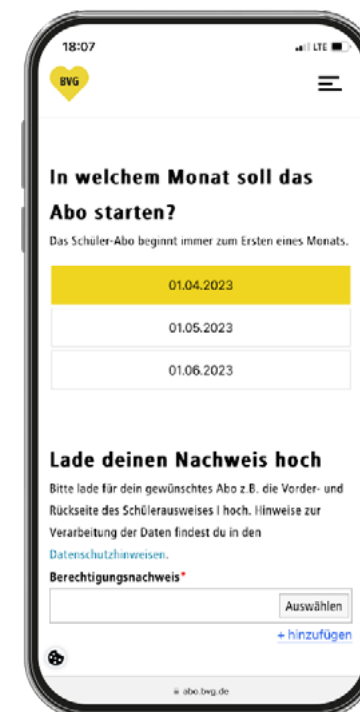 18:07
LTE
BVG
In welchem Monat soll das
Abo starten?
Das Schüler-Abo beginnt immer zum Ersten eines Monats.
01.04.2023
01.05.2023
01.06.2023
Lade deinen Nachweis hoch
Bitte lade für dein gewünschtes Abo z.B. die Vorder- und
Rückseite des Schülerausweises I hoch. Hinweise zur
Verarbeitung der Daten findest du in den
Datenschutzhinweisen.
Berechtigungsnachweis*
Auswählen
+ hinzufügen
abo.bvg.de